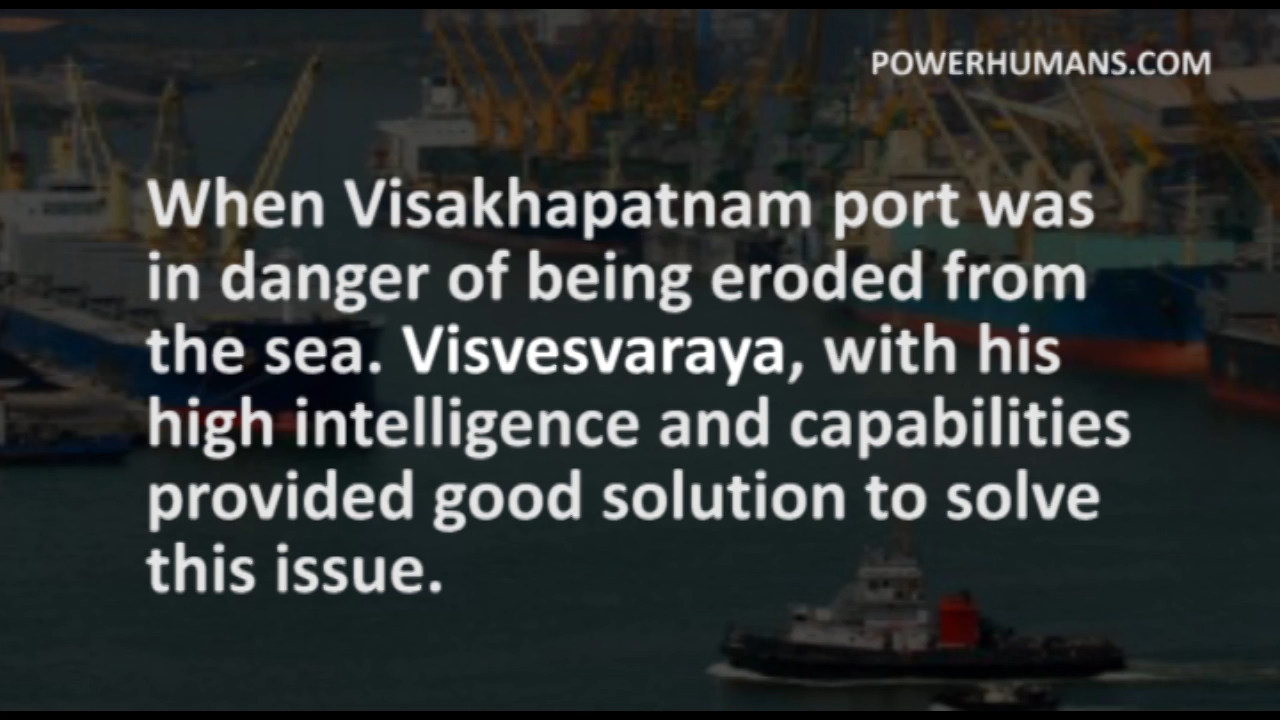 POWERHUMANS.COM
When Visakhapatnam port was
in danger of being eroded from
the sea. Visvesvaraya, with his
high intelligence and capabilities
provided good solution to solve
this issue.